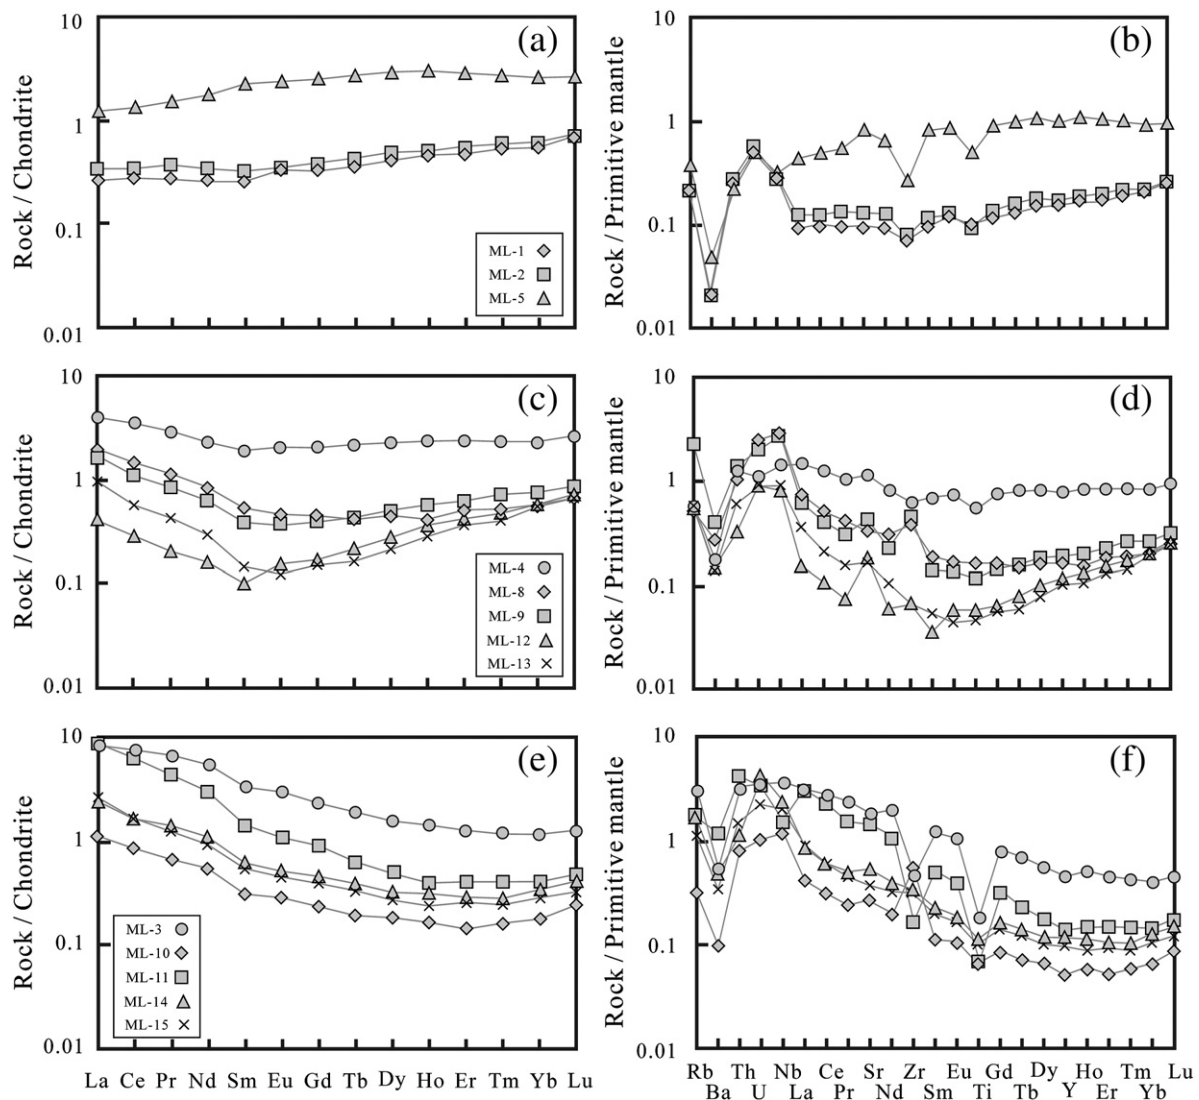 (a)
10
1
0.1
0.01
Rock / Chondrite
ML-1
ML-2
ML-5
(b)
10
1
0.1
0.01
Rock / Primitive mantle
(c)
10
1
0.1
0.01
Rock / Chondrite
ML-4
ML-8
ML-9
ML-12
ML-13
(d)
10
1
0.1
0.01
Rock / Primitive mantle
(e)
10
1
0.1
0.01
Rock / Chondrite
ML-3
ML-10
ML-11
ML-14
ML-15
La Ce Pr Nd Sm Eu Gd Tb Dy Ho Er Tm Yb Lu
(f)
10
1
0.1
0.01
Rock / Primitive mantle
Rb Th Nb Ce Sr Zr Eu Gd Dy Ho Tm Lu
Ba U La Pr Nd Sm Ti Tb Y Er Yb